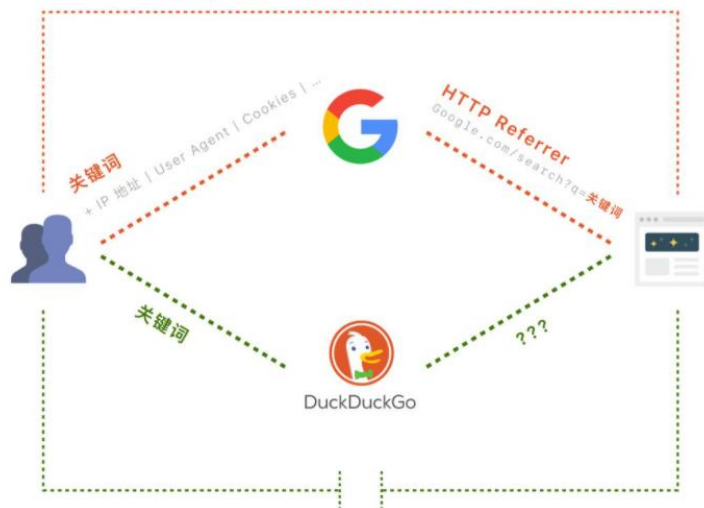 关键词
+ IP 地址 | User Agent | Cookies | ...
HTTP Referrer
Google.com/search?q=关键词
关键词
???
DuckDuckGo